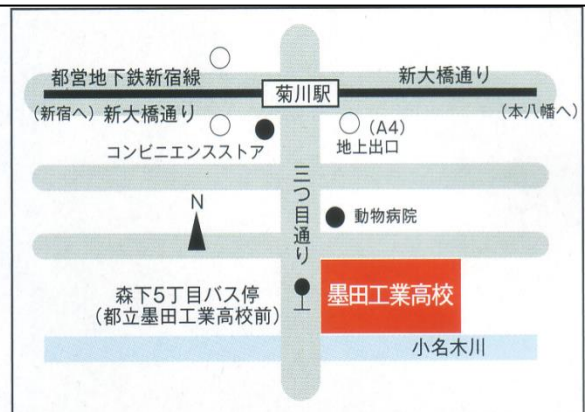 都営地下鉄新宿線
新大橋通り
菊川駅
(新宿へ)
新大橋通り
(本八幡へ)
コンビニエンスストア
(A4)
地上出口
三つ目通り
N
動物病院
森下5丁目バス停
(都立墨田工業高校前)
墨田工業高校
小名木川